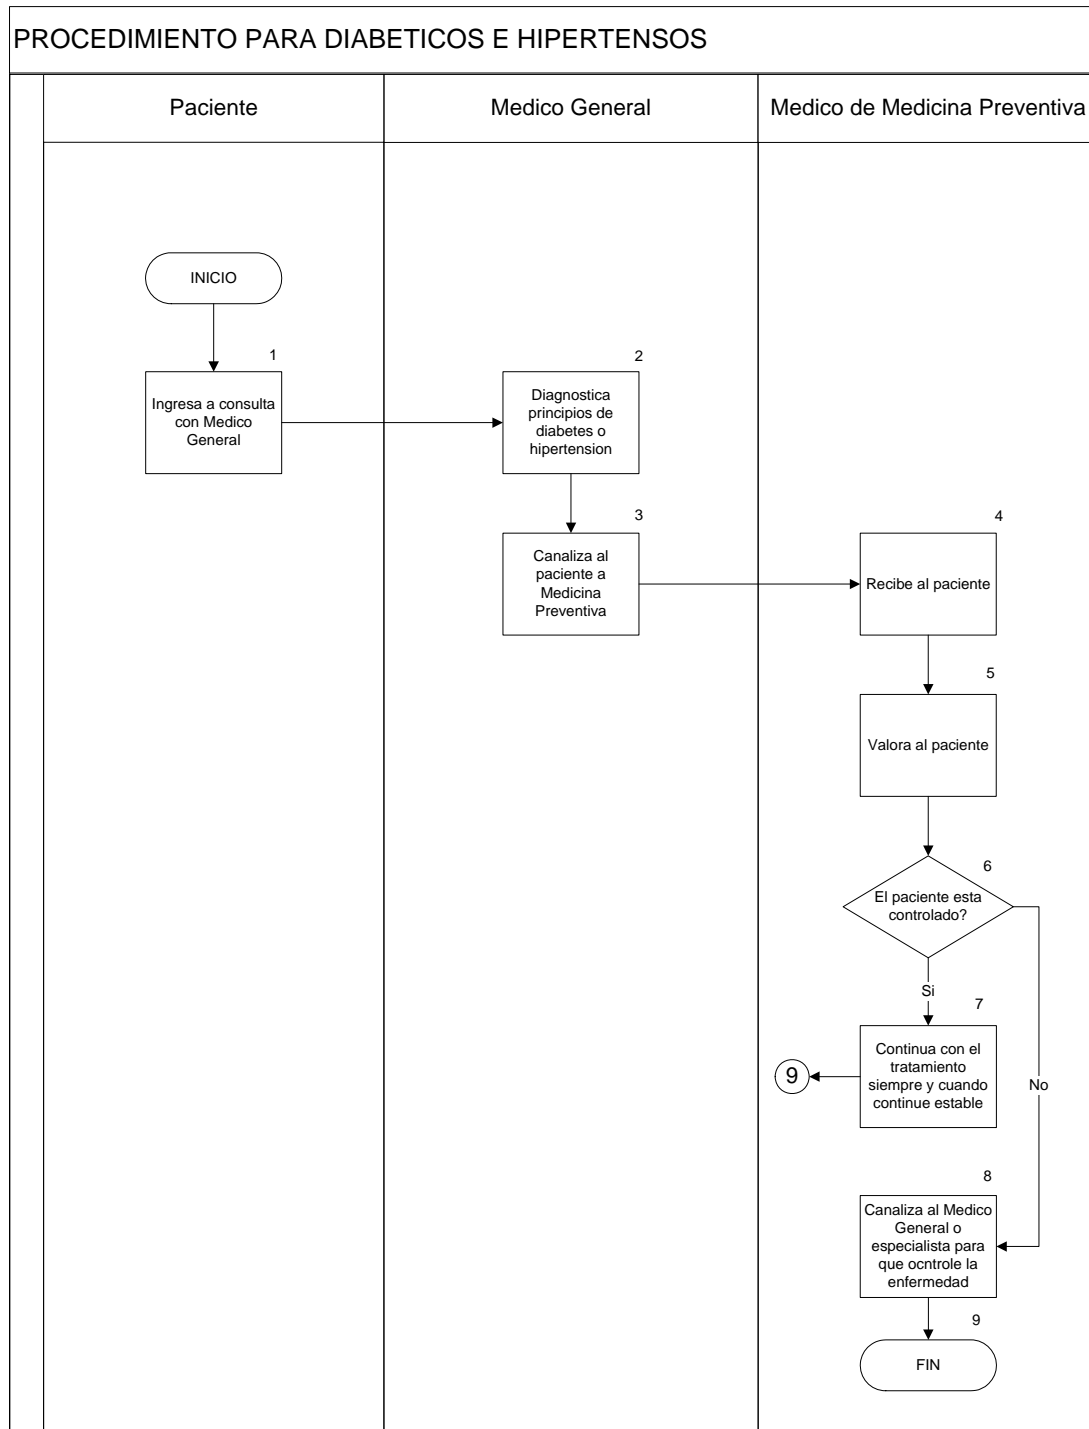 PROCEDIMIENTO PARA DIABETICOS E HIPERTENSOS
Paciente
Medico General
Medico de Medicina Preventiva
INICIO
1
Ingresa a consulta
con Medico
General
2
Diagnostica
principios de
diabetes o
hipertension
3
Canaliza al
paciente a
Medicina
Preventiva
4
Recibe al paciente
5
Valora al paciente
6
El paciente esta
controlado?
Si
7
Continua con el
tratamiento
siempre y cuando
continue estable
9
No
8
Canaliza al Medico
General o
especialista para
que ocntrole la
enfermedad
9
FIN